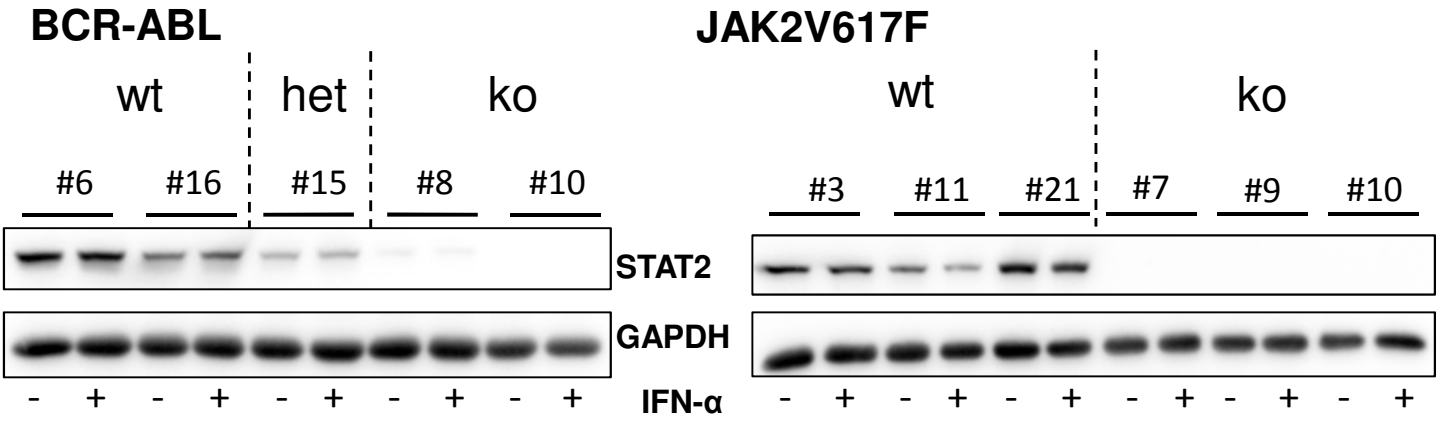 BCR-ABL JAK2V617F
wt het ko wt ko
#6 #16 #15 #8 #10 #3 #11 #21 #7 #9 #10
STAT2
GAPDH
- + - + - + - + - + IFN-α - + - + - + - + - + - +